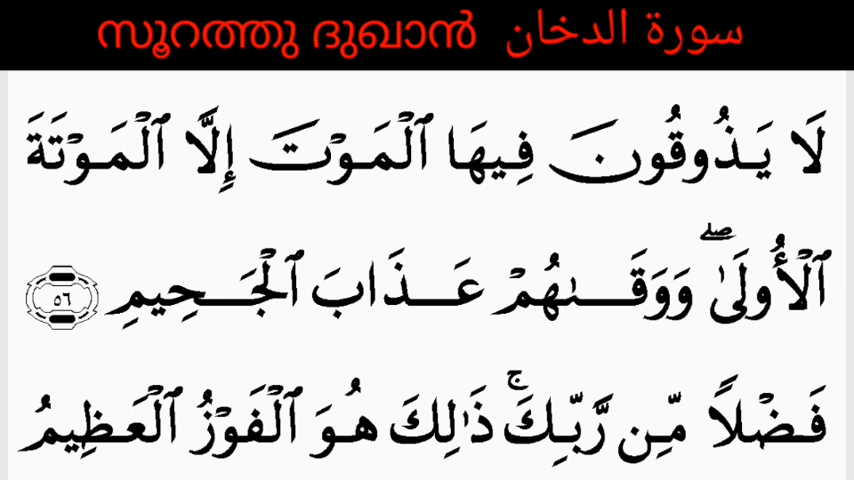 സൂറത്തു ദുഖാൻ سورة الدخان
لَا يَذُوقُونَ فِيهَا ٱلْمَوْتَ إِلَّا ٱلْمَوْتَةَ
ٱلْأُولَىٰ ۖ وَوَقَىٰهُمْ عَذَابَ ٱلْجَحِيمِ ٥٦
فَضْلًا مِّن رَّبِّكَ ۚ ذَٰلِكَ هُوَ ٱلْفَوْزُ ٱلْعَظِيمُ